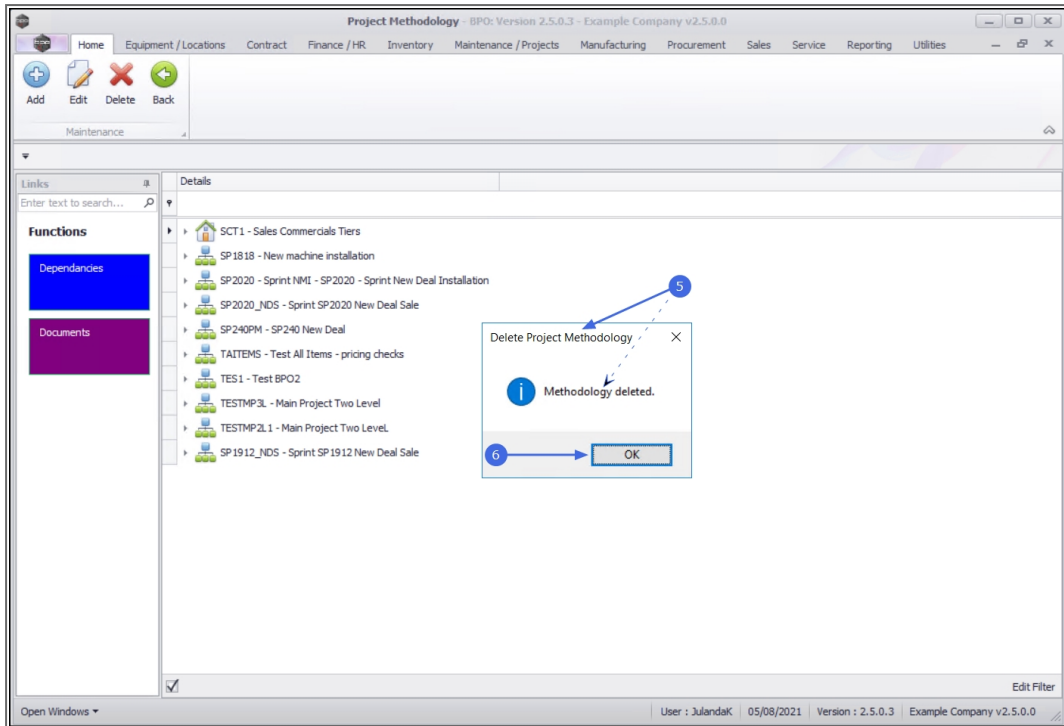 Project Methodology - BPO: Version 2.5.0.3 - Example Company v2.5.0.0
Home Equipment / Locations Contract Finance / HR Inventory Maintenance / Projects Manufacturing Procurement Sales Service Reporting Utilities
Add Edit Delete Back
Maintenance
Links
Enter text to search...
Functions
Dependancies
Documents
Details
SCT1 - Sales Commercials Tiers
SP1818 - New machine installation
SP2020 - Sprint NMI - SP2020 - Sprint New Deal Installation
SP2020_NDS - Sprint SP2020 New Deal Sale
SP240PM - SP240 New Deal
TAITEMS - Test All Items - pricing checks
TES1 - Test BPO2
TESTMP3L - Main Project Two Level
TESTMP2L1 - Main Project Two LeveL
SP1912_NDS - Sprint SP1912 New Deal Sale
5
Delete Project Methodology
Methodology deleted.
6
OK
Edit Filter
Open Windows
User : JulandaK 05/08/2021 Version : 2.5.0.3 Example Company v2.5.0.0